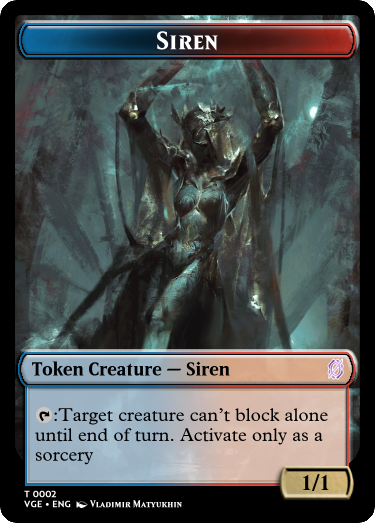 Siren
Token Creature — Siren
:Target creature can't block alone
until end of turn. Activate only as a
sorcery
1/1
T 0002
VGE • ENG Vladimir Matyukhin